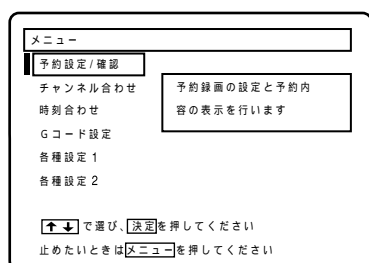 メニュー
予約設定/確認
チャンネル合わせ
時刻合わせ
Gコード設定
各種設定1
各種設定2
予約録画の設定と予約内
容の表示を行います
↑↓で選び、決定を押してください
止めたいときはメニューを押してください